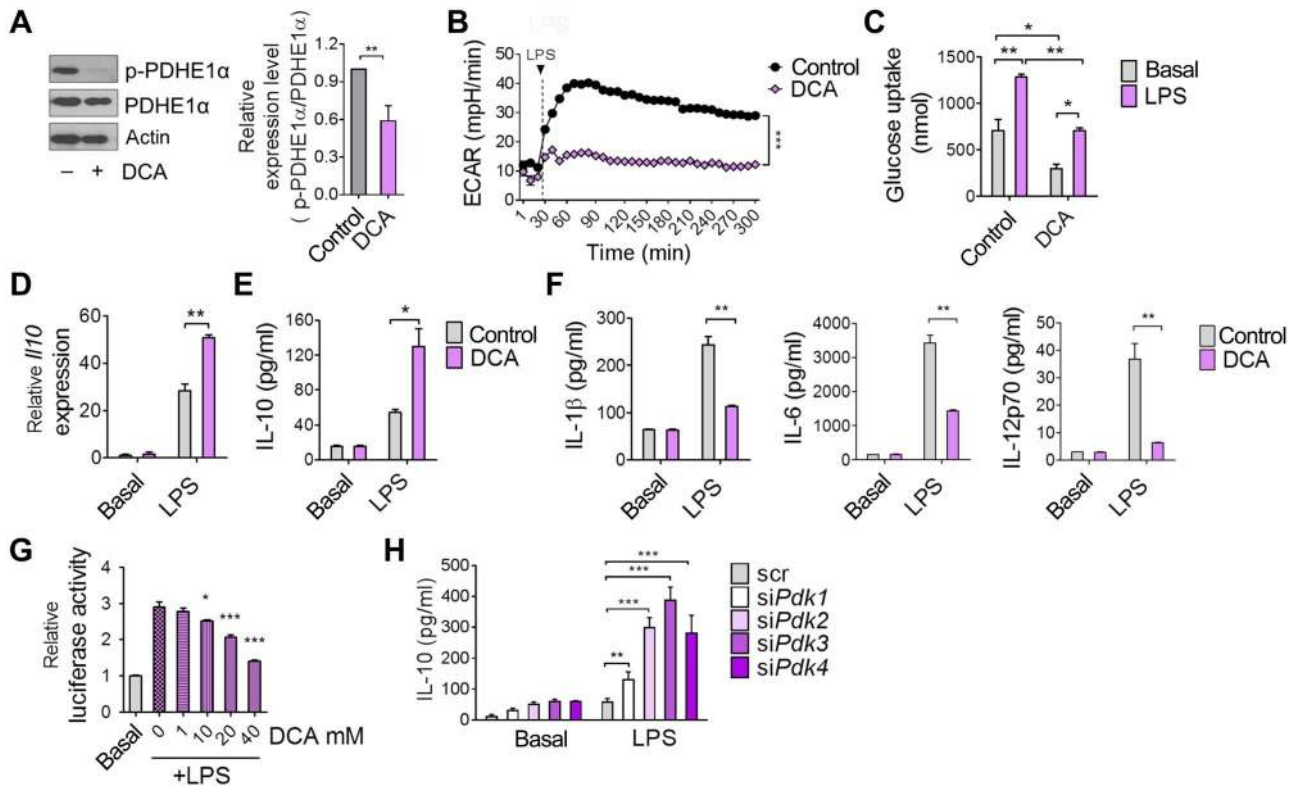 A
p-PDHE1α
PDHE1α
Actin
– + DCA
Relative
expression level
( p-PDHE1α/PDHE1α)
1.2
0.9
0.6
0.3
0.0
**
Control
DCA
B
LPS
LPS
ECAR (mpH/min)
50
40
30
20
10
0
1
30
60
90
120
150
180
210
240
270
300
Time (min)
Control
DCA
***
C
Glucose uptake
(nmol)
1500
1000
500
0
*
**
**
*
Control
DCA
Basal
LPS
D
Relative Il10
expression
60
40
20
0
**
Basal
LPS
E
IL-10 (pg/ml)
160
120
80
40
0
*
Basal
LPS
Control
DCA
F
IL-1β (pg/ml)
300
200
100
0
**
Basal
LPS
IL-6
(pg/ml)
4000
3000
2000
1000
0
**
Basal
LPS
IL-12p70 (pg/ml)
50
40
30
20
10
0
**
Basal
LPS
Control
DCA
G
Relative
luciferase activity
4
3
2
1
0
*
***
***
Basal
0 1 10 20 40 DCA mM
+LPS
H
IL-10 (pg/ml)
500
400
300
200
100
0
**
***
***
***
Basal
LPS
scr
siPdk1
siPdk2
siPdk3
siPdk4